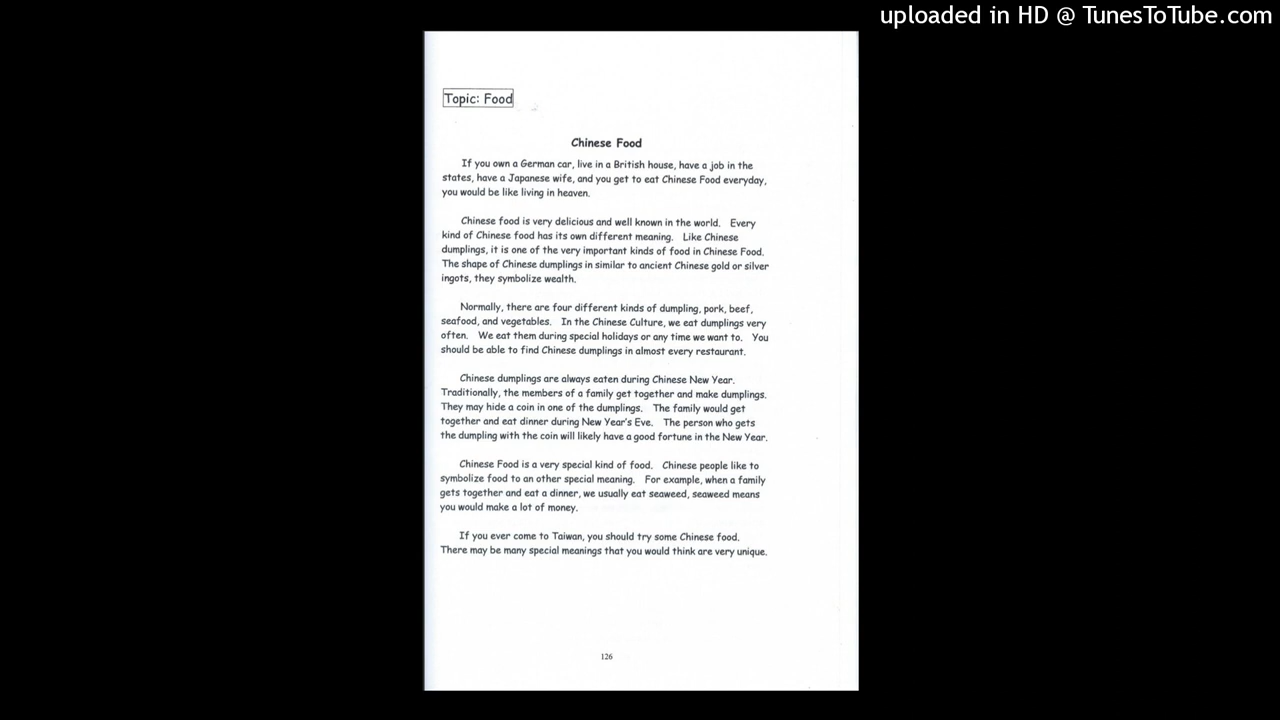 uploaded in HD @ TunesToTube.com
Topic: Food
Chinese Food
If you own a German car, live in a British house, have a job in the
states, have a Japanese wife, and you get to eat Chinese Food everyday,
you would be like living in heaven.
Chinese food is very delicious and well known in the world. Every
kind of Chinese food has its own different meaning. Like Chinese
dumplings, it is one of the very important kinds of food in Chinese Food.
The shape of Chinese dumplings in similar to ancient Chinese gold or silver
ingots, they symbolize wealth.
Normally, there are four different kinds of dumpling, pork, beef,
seafood, and vegetables. In the Chinese Culture, we eat dumplings very
often. We eat them during special holidays or any time we want to. You
should be able to find Chinese dumplings in almost every restaurant.
Chinese dumplings are always eaten during Chinese New Year.
Traditionally, the members of a family get together and make dumplings.
They may hide a coin in one of the dumplings. The family would get
together and eat dinner during New Year's Eve. The person who gets
the dumpling with the coin will likely have a good fortune in the New Year.
Chinese Food is a very special kind of food. Chinese people like to
symbolize food to an other special meaning. For example, when a family
gets together and eat a dinner, we usually eat seaweed, seaweed means
you would make a lot of money.
If you ever come to Taiwan, you should try some Chinese food.
There may be many special meanings that you would think are very unique.
126